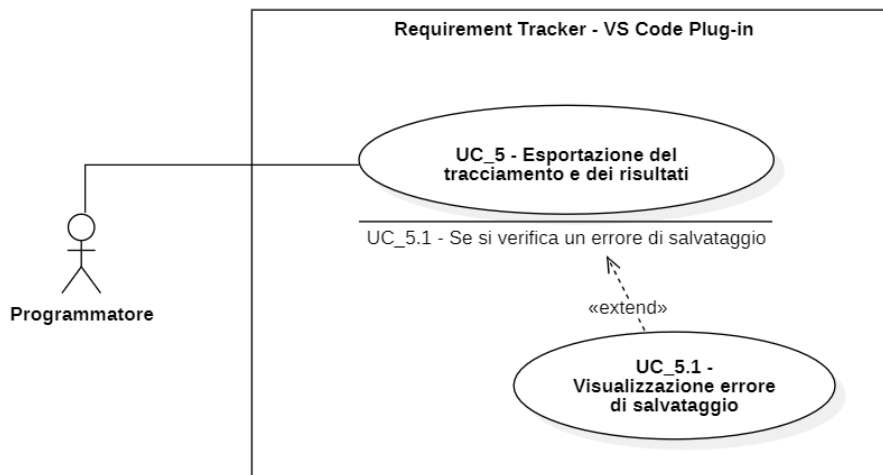 Requirement Tracker - VS Code Plug-in
UC_5 - Esportazione del
tracciamento e dei risultati
UC_5.1 - Se si verifica un errore di salvataggio
Programmatore
«extend»
UC_5.1 -
Visualizzazione errore
di salvataggio